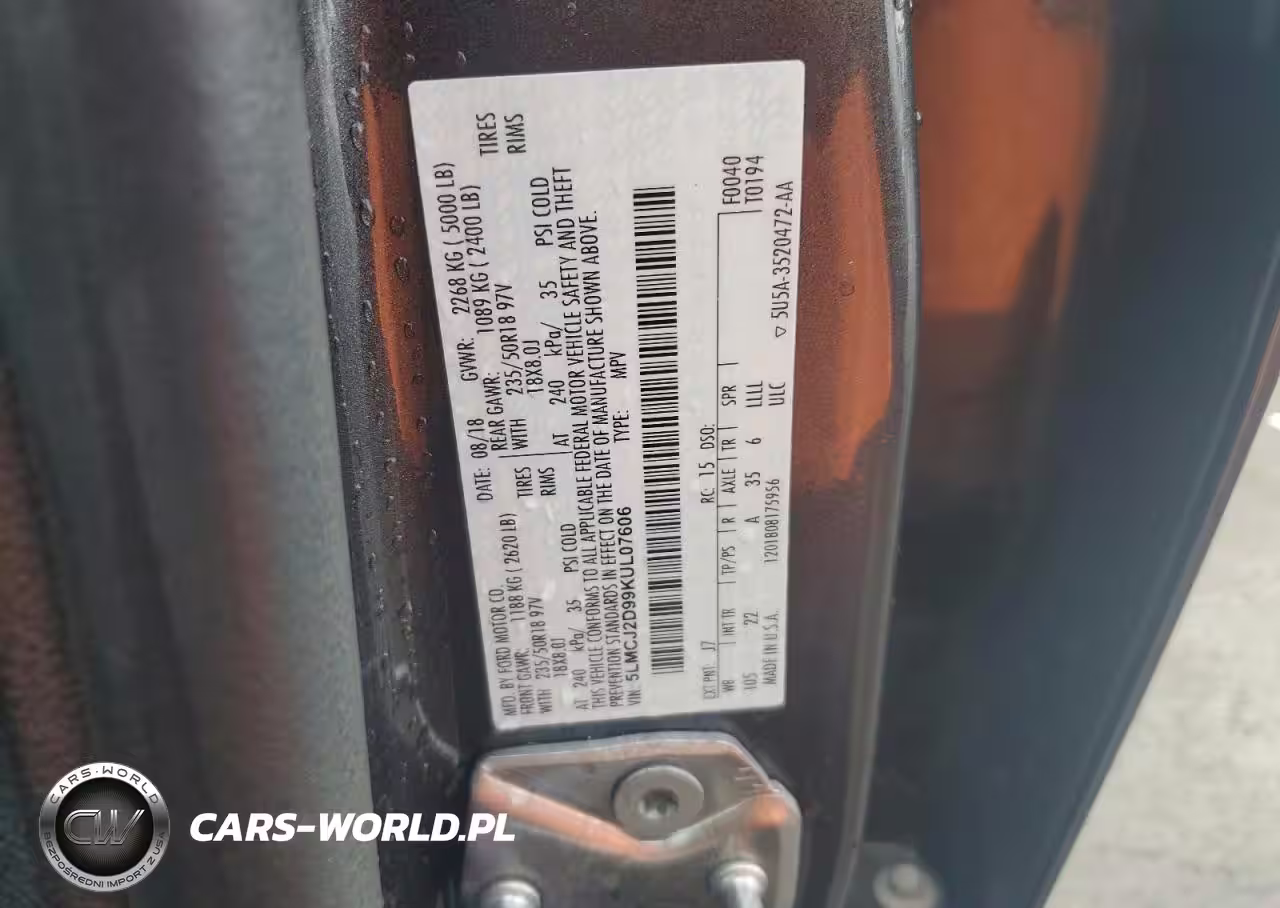 MFD. BY FORD MOTOR CO. DATE: 08/18 GVWR: 2268 KG ( 5000 LB)
FRONT GAWR: 1188 KG ( 2620 LB) REAR GAWR: 1089 KG ( 2400 LB)
WITH 235/50R18 97V TIRES WITH 235/50R18 97V TIRES
18X8.0J RIMS 18X8.0J RIMS
AT 240 kPa/ 35 PSI COLD AT 240 kPa/ 35 PSI COLD
THIS VEHICLE CONFORMS TO ALL APPLICABLE FEDERAL MOTOR VEHICLE SAFETY AND THEFT
PREVENTION STANDARDS IN EFFECT ON THE DATE OF MANUFACTURE SHOWN ABOVE.
VIN: 5LMCJ2D99KUL07606 TYPE: MPV
EXT PNT: J7 RC: 15 DSO: F0040
WB INT TR TP/PS R AXLE TR SPR T0194
105 22 A 35 6 LLLL
MADE IN U.S.A. 1201808175956 ULC ▽ 5U5A-3520472-AA
CARS-WORLD
CW
BEZPOŚREDNI IMPORT Z USA
CARS-WORLD.PL